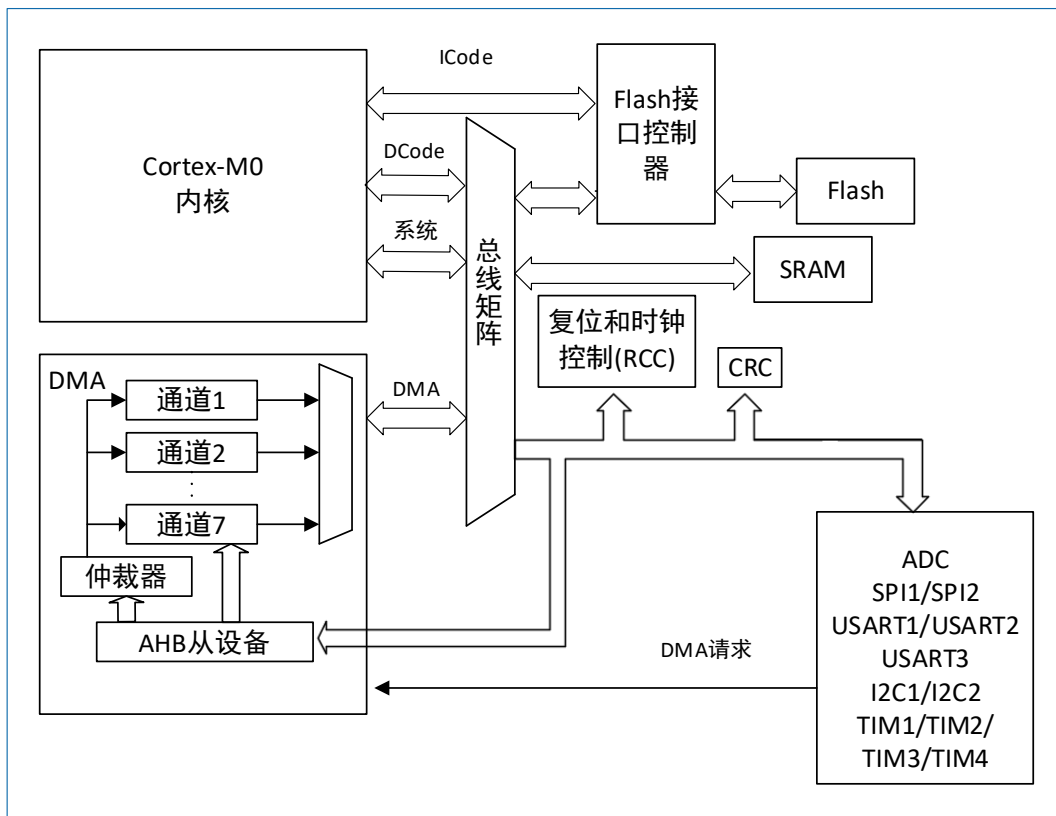 ICode
Cortex-M0
内核
Flash接
口控制
器
DCode
Flash
系统
SRAM
总
线
矩
阵
复位和时钟
控制(RCC)
CRC
DMA
DMA
通道1
通道2
通道7
仲裁器
AHB从设备
DMA请求
ADC
SPI1/SPI2
USART1/USART2
USART3
I2C1/I2C2
TIM1/TIM2/
TIM3/TIM4